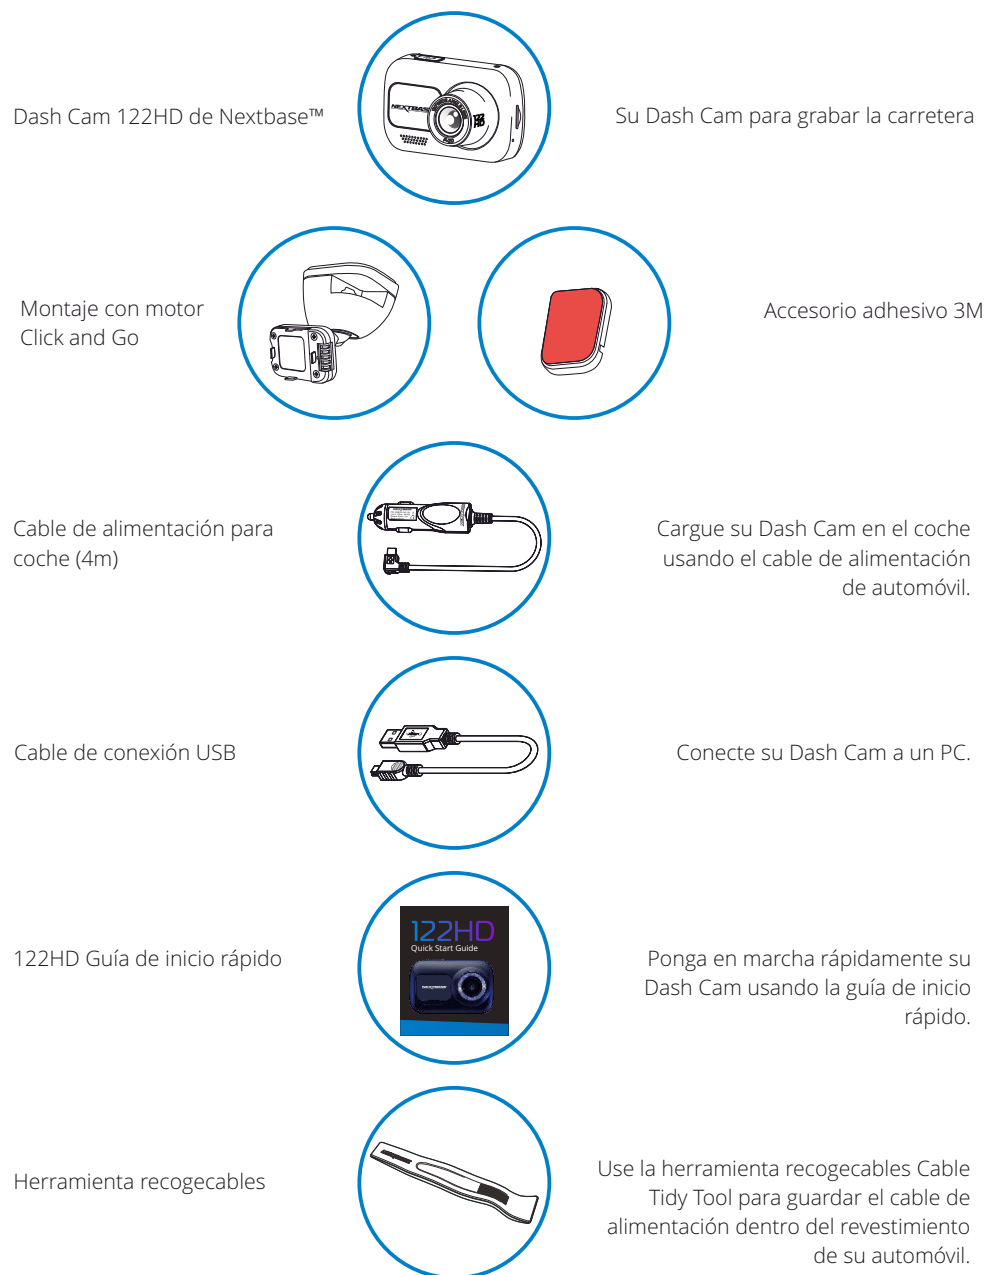 Dash Cam 122HD de Nextbase™
NEXTBASE
Su Dash Cam para grabar la carretera
Montaje con motor
Click and Go
Accesorio adhesivo 3M
Cable de alimentación para
coche (4m)
Cargue su Dash Cam en el coche
usando el cable de alimentación
de automóvil.
Cable de conexión USB
Conecte su Dash Cam a un PC.
122HD Guía de inicio rápido
122HD
Quick Start Guide
NEXTBASE
Ponga en marcha rápidamente su
Dash Cam usando la guía de inicio
rápido.
Herramienta recogecables
Use la herramienta recogecables Cable
Tidy Tool para guardar el cable de
alimentación dentro del revestimiento
de su automóvil.